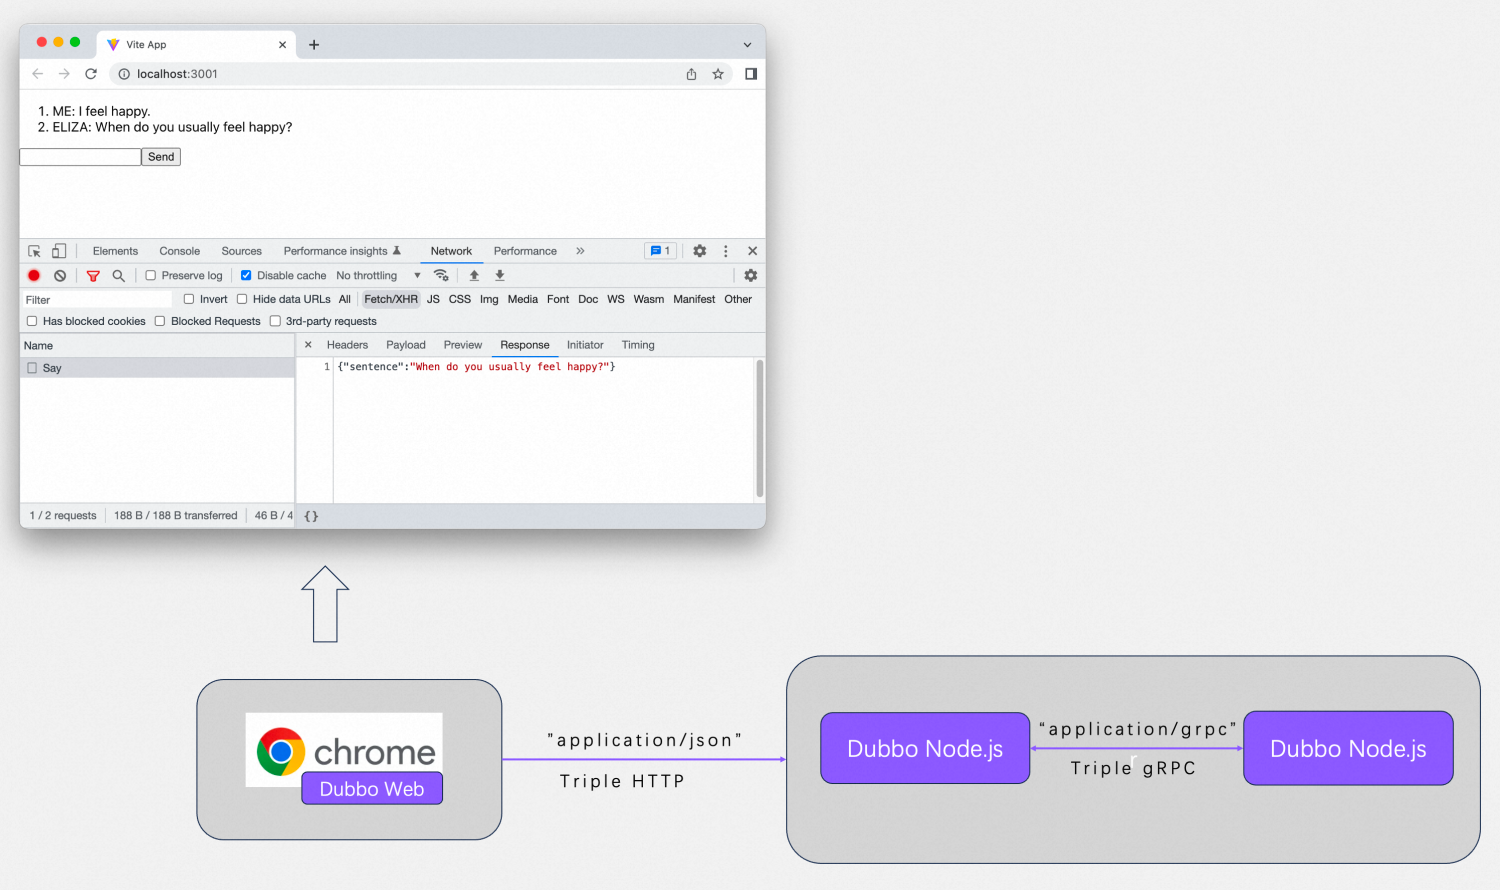 Vite App
localhost:3001
1. ME: I feel happy.
2. ELIZA: When do you usually feel happy?
Send
Elements Console Sources Performance insights Network Performance » 1
Preserve log Disable cache No throttling
Filter Invert Hide data URLs All Fetch/XHR JS CSS Img Media Font Doc WS Wasm Manifest Other
Has blocked cookies Blocked Requests 3rd-party requests
Name × Headers Payload Preview Response Initiator Timing
Say
1 {"sentence":"When do you usually feel happy?"}
1 / 2 requests 188 B / 188 B transferred 46 B / 4 {}
chrome
Dubbo Web
"application/json"
Triple HTTP
Dubbo Node.js
“application/grpc”
Triple gRPC
r
Dubbo Node.js